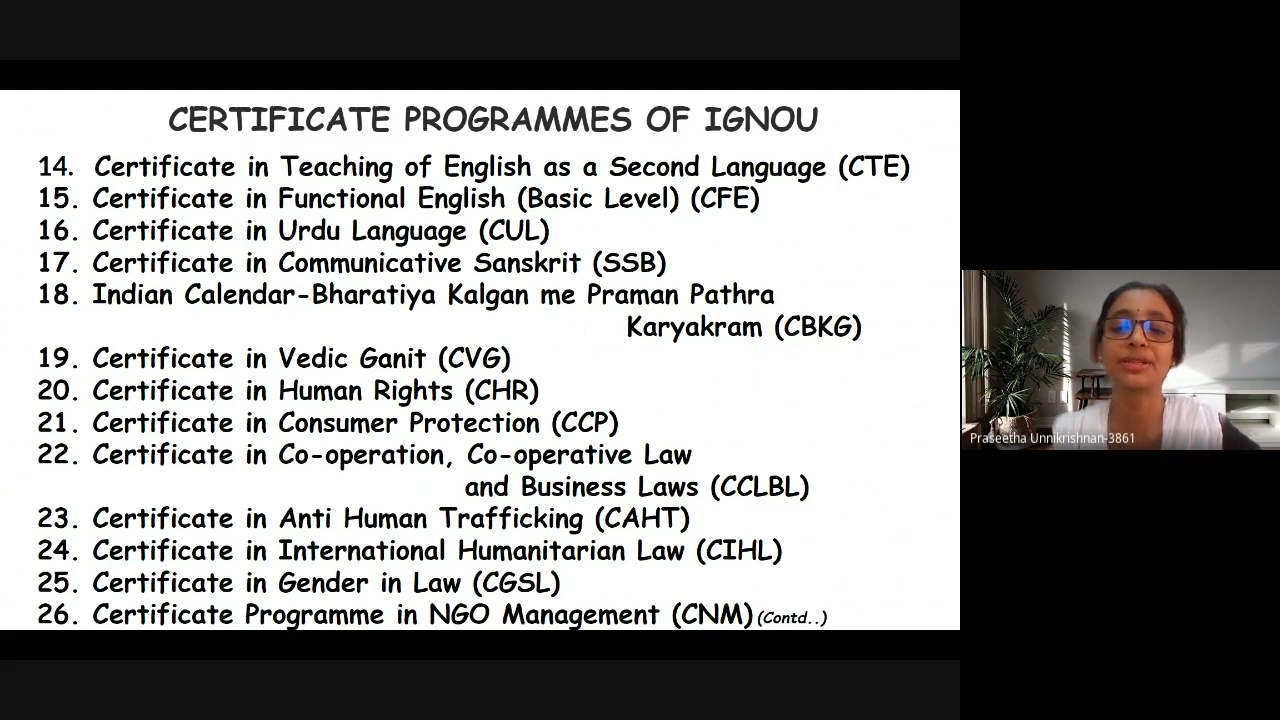 CERTIFICATE PROGRAMMES OF IGNOU
14. Certificate in Teaching of English as a Second Language (CTE)
15. Certificate in Functional English (Basic Level) (CFE)
16. Certificate in Urdu Language (CUL)
17. Certificate in Communicative Sanskrit (SSB)
18. Indian Calendar-Bharatiya Kalgan me Praman Pathra
Karyakram (CBKG)
19. Certificate in Vedic Ganit (CVG)
20. Certificate in Human Rights (CHR)
21. Certificate in Consumer Protection (CCP)
22. Certificate in Co-operation, Co-operative Law
and Business Laws (CCLBL)
23. Certificate in Anti Human Trafficking (CAHT)
24. Certificate in International Humanitarian Law (CIHL)
25. Certificate in Gender in Law (CGSL)
26. Certificate Programme in NGO Management (CNM) (Contd..)
Praseetha Unnikrishnan-3861